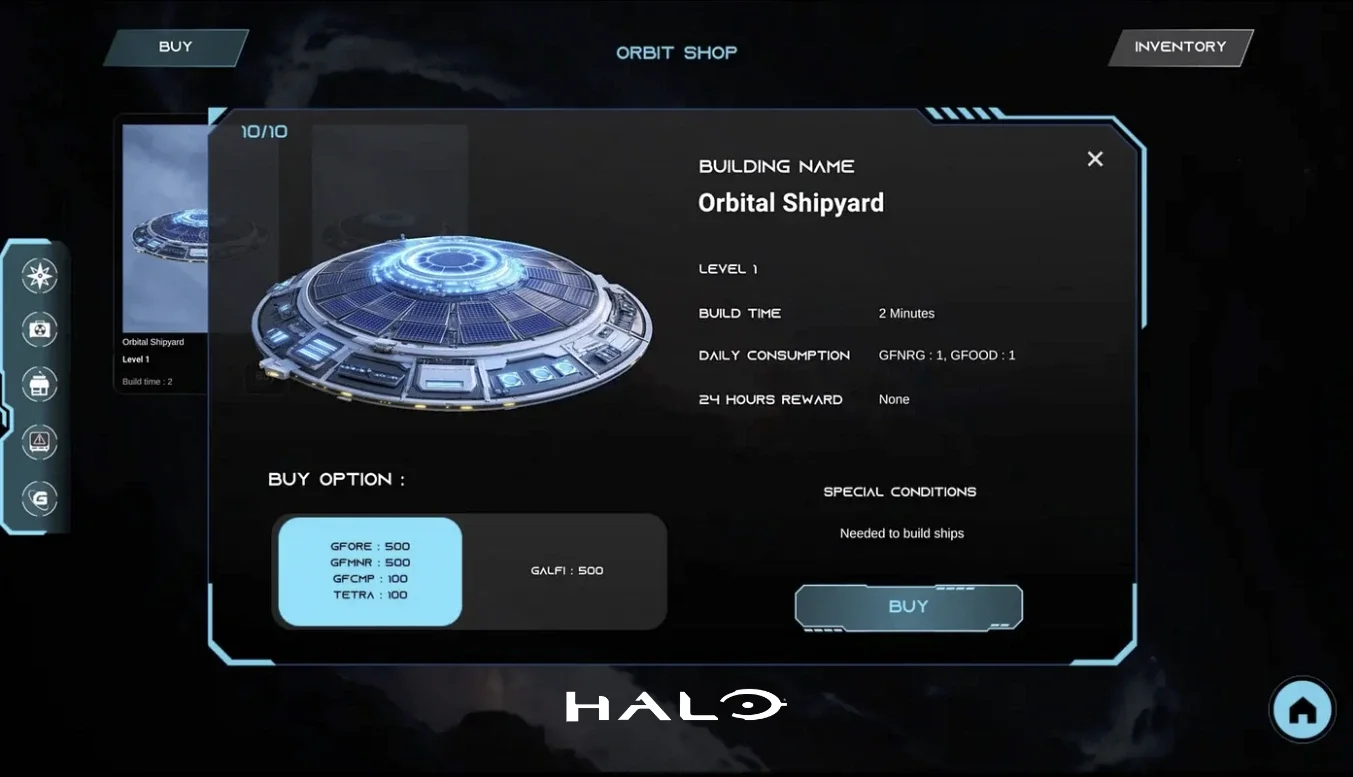 BUY
ORBIT SHOP
INVENTORY
10/10
BUILDING NAME
Orbital Shipyard
LEVEL 1
BUILD TIME
2 Minutes
DAILY CONSUMPTION
GFNRG : 1, GFOOD : 1
24 HOURS REWARD
None
Orbital Shipyard
Level 1
Build time : 2
BUY OPTION :
GFORE : 500
GFMNR : 500
GFCMP : 100
TETRA : 100
GALFI : 500
SPECIAL CONDITIONS
Needed to build ships
BUY
G
HALO